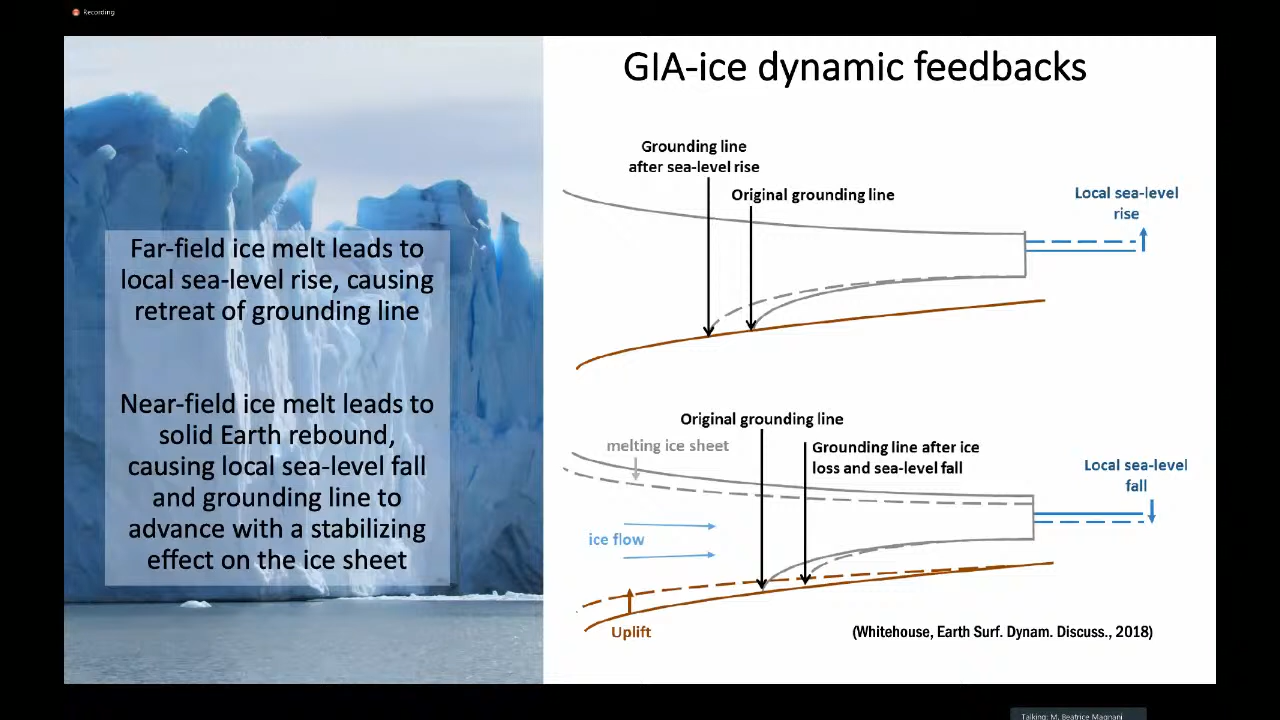 Recording
GIA-ice dynamic feedbacks
Far-field ice melt leads to
local sea-level rise, causing
retreat of grounding line
Near-field ice melt leads to
solid Earth rebound,
causing local sea-level fall
and grounding line to
advance with a stabilizing
effect on the ice sheet
Grounding line
after sea-level rise
Original grounding line
Local sea-level
rise
Original grounding line
melting ice sheet
Grounding line after ice
loss and sea-level fall
Local sea-level
fall
ice flow
Uplift
(Whitehouse, Earth Surf. Dynam. Discuss., 2018)
Talking: M. Beatrice Magnani